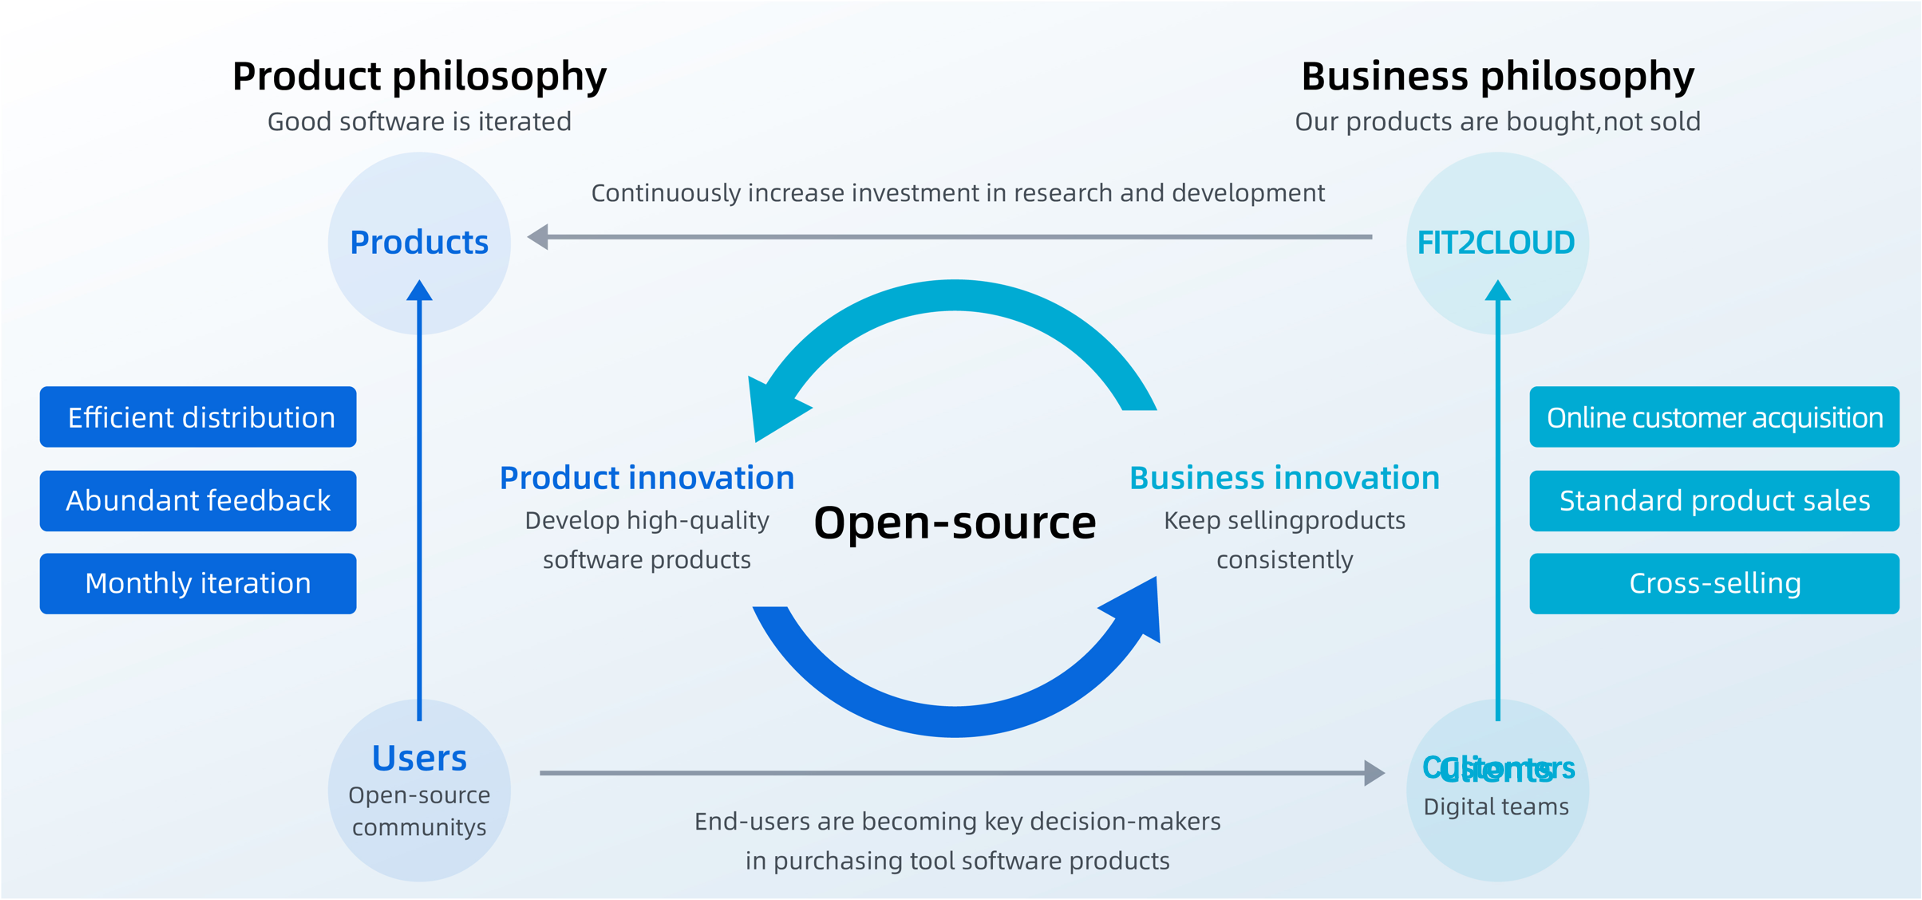 Product philosophy
Good software is iterated
Business philosophy
Our products are bought,not sold
Products
Continuously increase investment in research and development
FIT2CLOUD
Efficient distribution
Abundant feedback
Monthly iteration
Product innovation
Develop high-quality
software products
Open-source
Business innovation
Keep sellingproducts
consistently
Online customer acquisition
Standard product sales
Cross-selling
Users
Open-source
communitys
End-users are becoming key decision-makers
in purchasing tool software products
Customers
Clients
Digital teams